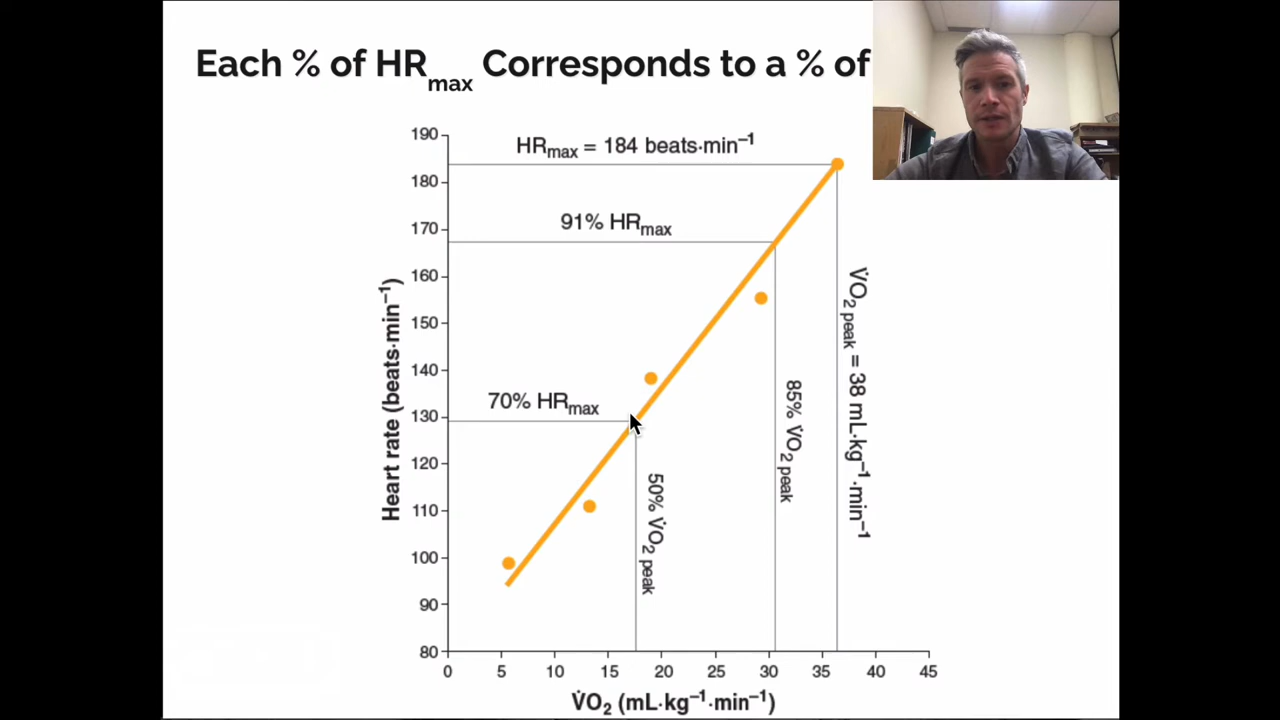 Each % of HRmax Corresponds to a % of
190
180
170
160
150
140
130
120
110
100
90
80
Heart rate (beats·min⁻¹)
HRmax = 184 beats·min⁻¹
91% HRmax
70% HRmax
50% V̇O2 peak
85% V̇O2 peak
V̇O2 peak = 38 mL·kg⁻¹·min⁻¹
0 5 10 15 20 25 30 35 40 45
V̇O2 (mL·kg⁻¹·min⁻¹)